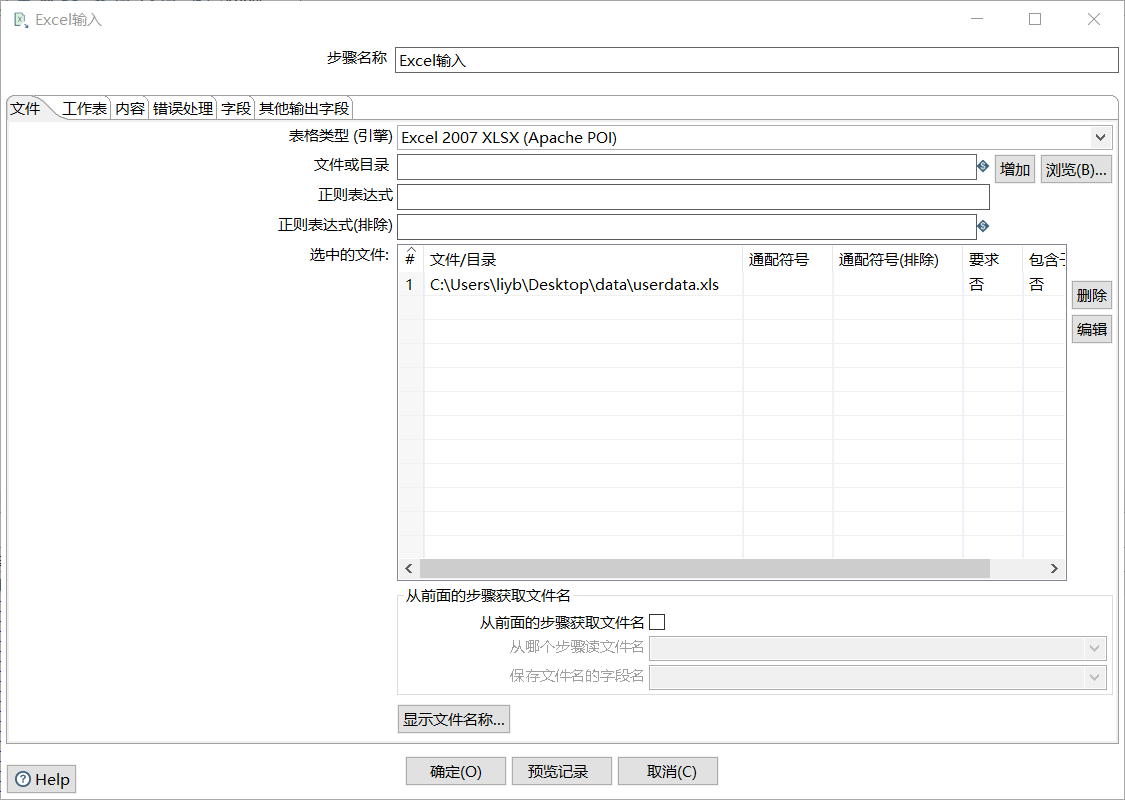 Excel输入
步骤名称 Excel输入
文件 工作表 内容 错误处理 字段 其他输出字段
表格类型 (引擎) Excel 2007 XLSX (Apache POI)
文件或目录 增加 浏览(B)...
正则表达式
正则表达式(排除)
选中的文件: # 文件/目录 通配符号 通配符号(排除) 要求 包含子
1 C:\Users\liyb\Desktop\data\userdata.xls 否 否
删除
编辑
从前面的步骤获取文件名
从前面的步骤获取文件名
从哪个步骤读文件名
保存文件名的字段名
显示文件名称...
Help 确定(O) 预览记录 取消(C)